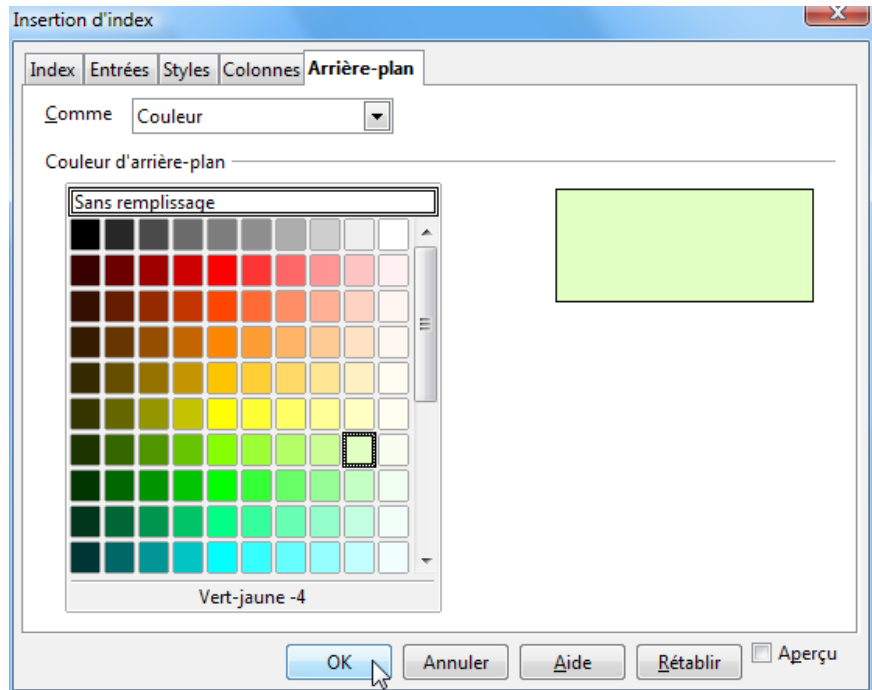 Insertion d'index
Index Entrées Styles Colonnes Arrière-plan
Comme Couleur
Couleur d'arrière-plan
Sans remplissage
Vert-jaune -4
OK Annuler Aide Rétablir Aperçu